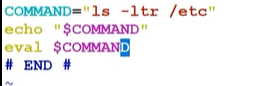 COMMAND="ls -ltr /etc"
echo "$COMMAND"
eval $COMMAND
# END #
~